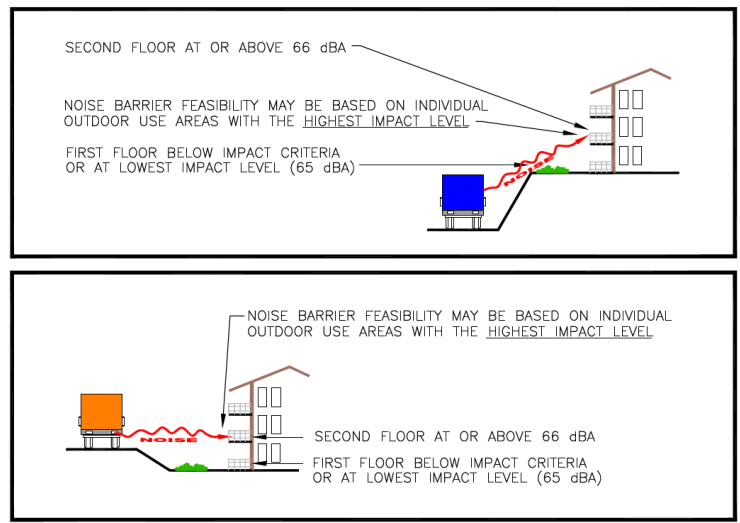 SECOND FLOOR AT OR ABOVE 66 dBA
NOISE BARRIER FEASIBILITY MAY BE BASED ON INDIVIDUAL
OUTDOOR USE AREAS WITH THE HIGHEST IMPACT LEVEL
FIRST FLOOR BELOW IMPACT CRITERIA
OR AT LOWEST IMPACT LEVEL (65 dBA)
NOISE
NOISE BARRIER FEASIBILITY MAY BE BASED ON INDIVIDUAL
OUTDOOR USE AREAS WITH THE HIGHEST IMPACT LEVEL
NOISE
SECOND FLOOR AT OR ABOVE 66 dBA
FIRST FLOOR BELOW IMPACT CRITERIA
OR AT LOWEST IMPACT LEVEL (65 dBA)